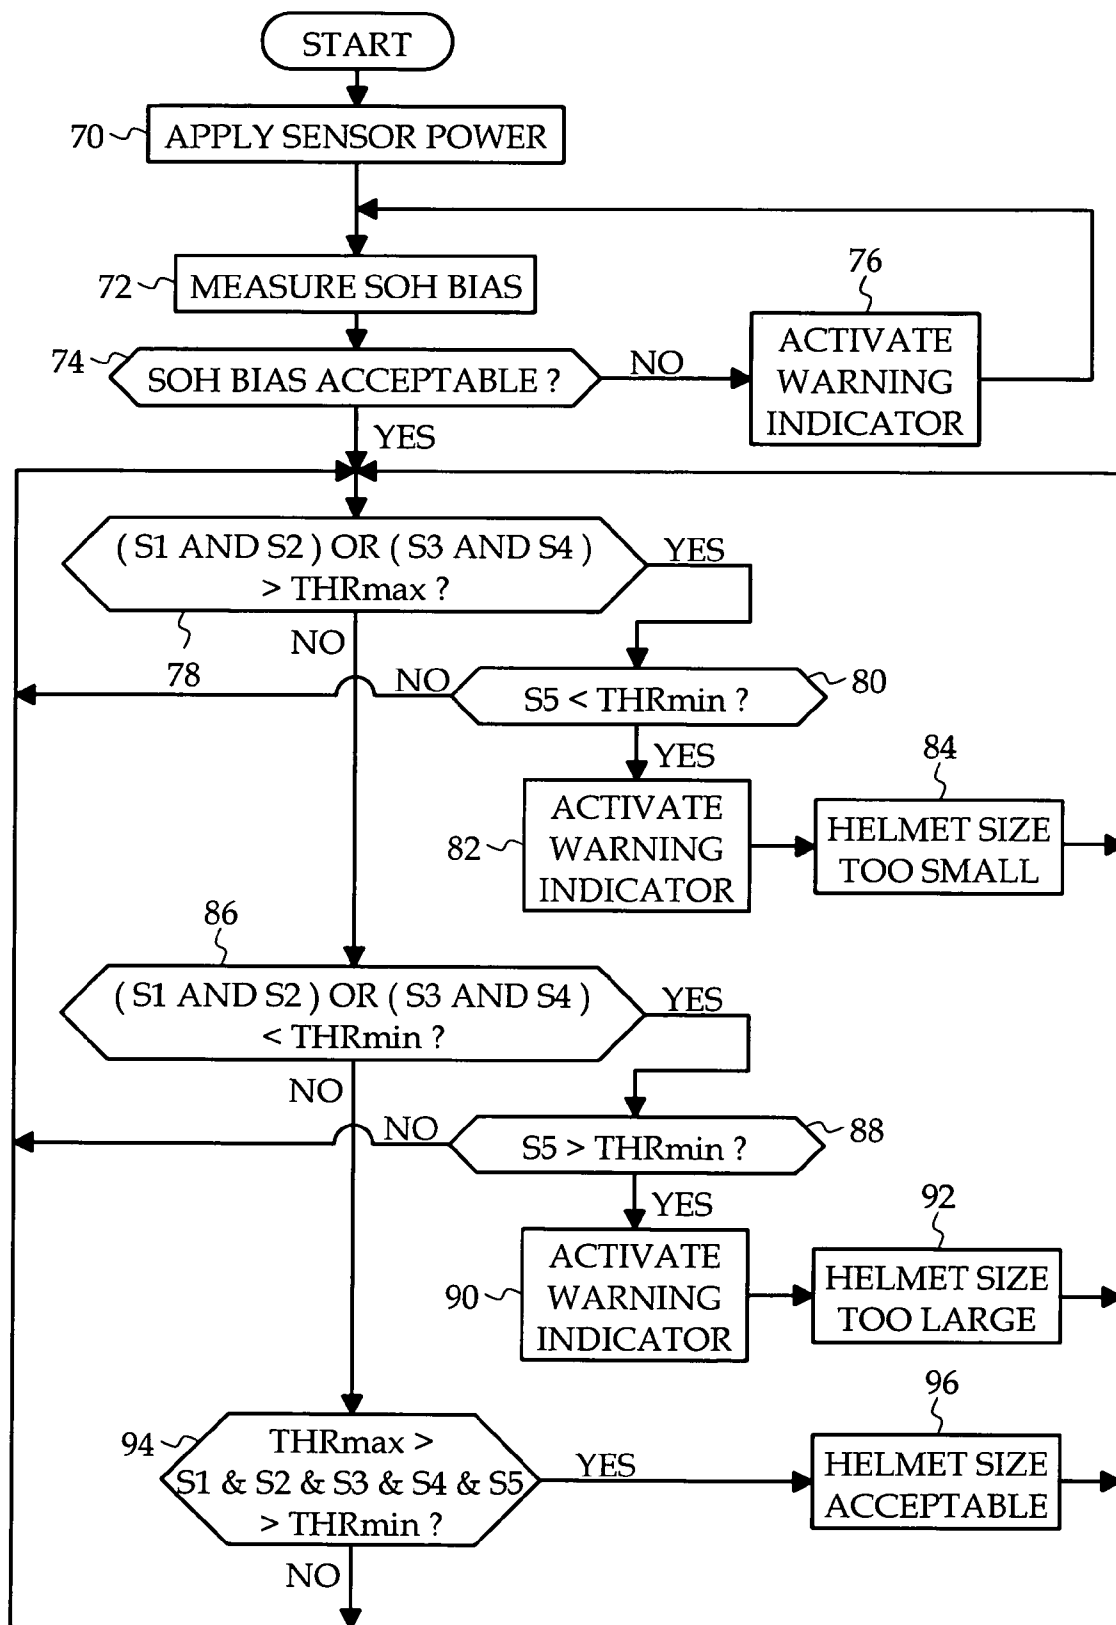 START
70
APPLY SENSOR POWER
72
MEASURE SOH BIAS
76
ACTIVATE
WARNING
INDICATOR
74
SOH BIAS ACCEPTABLE ?
NO
YES
( S1 AND S2 ) OR ( S3 AND S4 )
> THRmax ?
YES
NO
78
NO
S5 < THRmin ?
80
YES
82
ACTIVATE
WARNING
INDICATOR
84
HELMET SIZE
TOO SMALL
86
( S1 AND S2 ) OR ( S3 AND S4 )
< THRmin ?
YES
NO
NO
S5 > THRmin ?
88
YES
90
ACTIVATE
WARNING
INDICATOR
92
HELMET SIZE
TOO LARGE
94
THRmax >
S1 & S2 & S3 & S4 & S5
> THRmin ?
YES
96
HELMET SIZE
ACCEPTABLE
NO